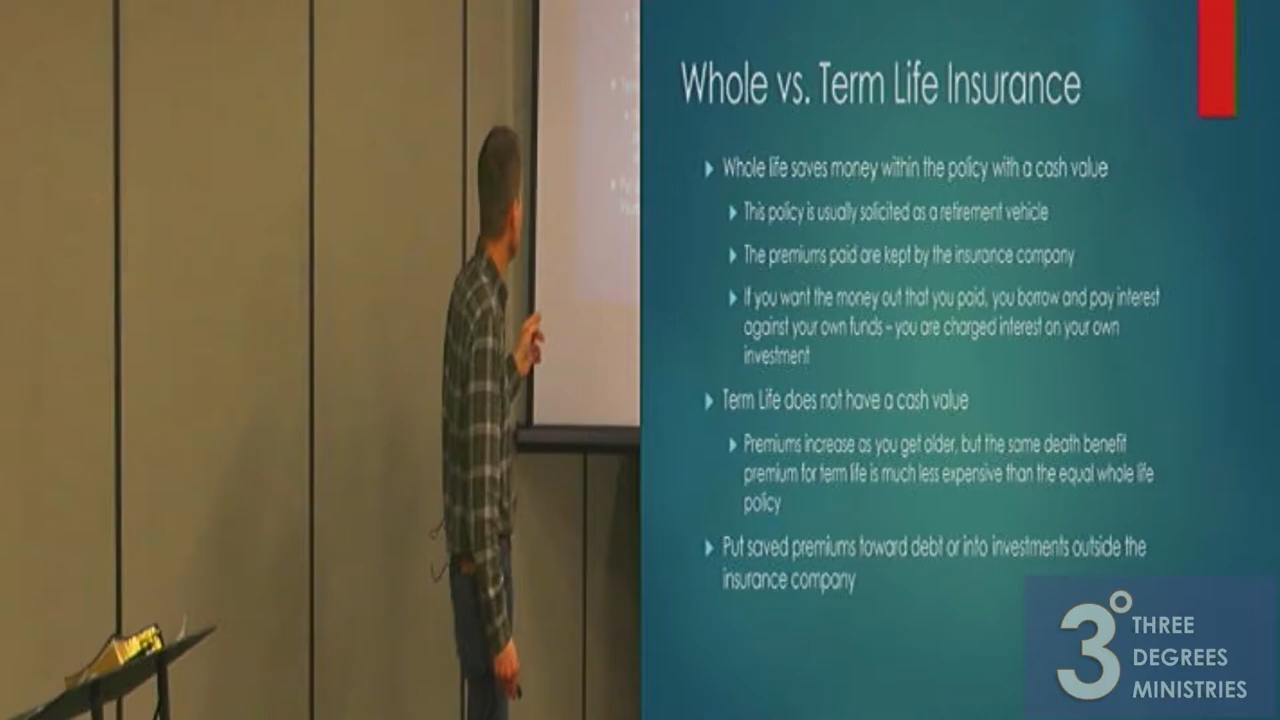 Whole vs. Term Life Insurance
Whole life saves money within the policy with a cash value
This policy is usually solicited as a retirement vehicle
The premiums paid are kept by the insurance company
If you want the money out that you paid, you borrow and pay interest
against your own funds – you are charged interest on your own
investment
Term Life does not have a cash value
Premiums increase as you get older, but the same death benefit
premium for term life is much less expensive than the equal whole life
policy
Put saved premiums toward debt or into investments outside the
insurance company
3°
THREE
DEGREES
MINISTRIES